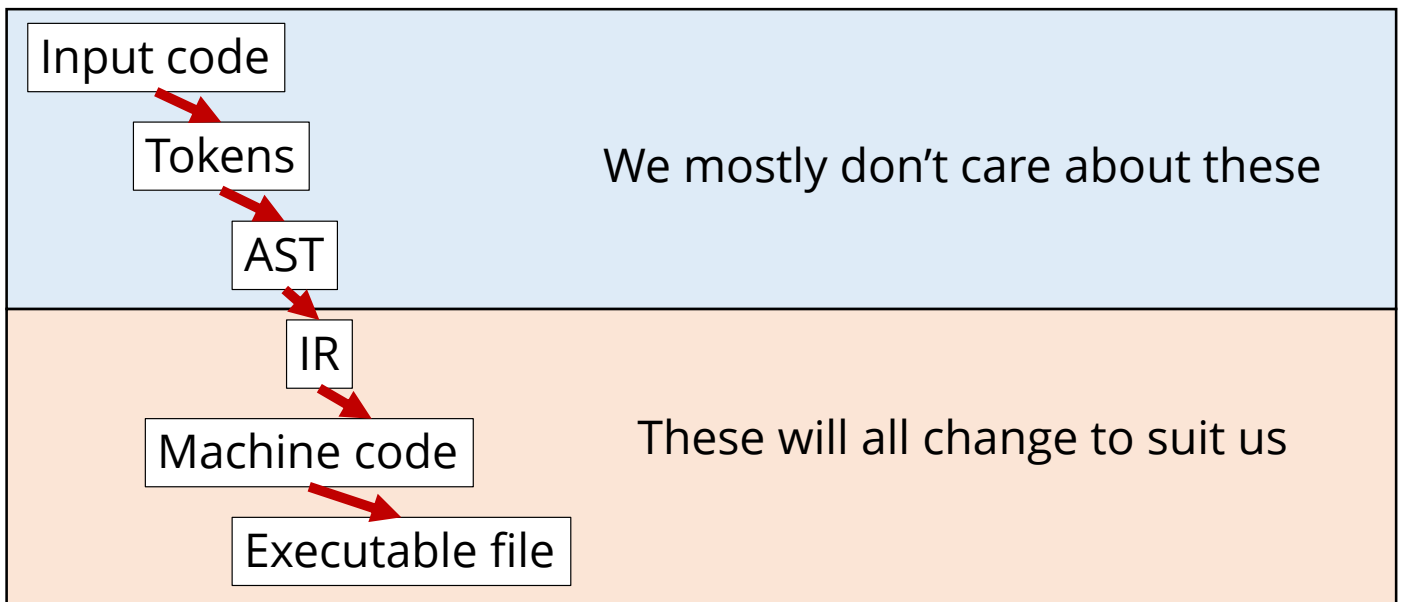 Input code
Tokens
We mostly don’t care about these
AST
IR
Machine code
These will all change to suit us
Executable file